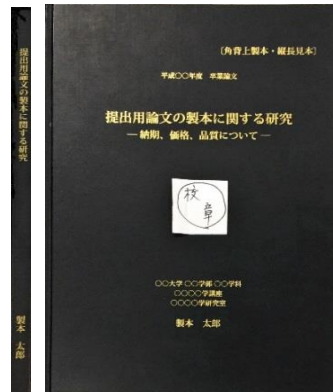 提出用論文の製本に関する研究
製本 太郎
［角背上製本・縦長見本］
平成〇〇年度 卒業論文
提出用論文の製本に関する研究
―納期、価格、品質について―
校
章
〇〇大学 〇〇学部 〇〇学科
〇〇〇〇学講座
〇〇〇〇学研究室
製本 太郎